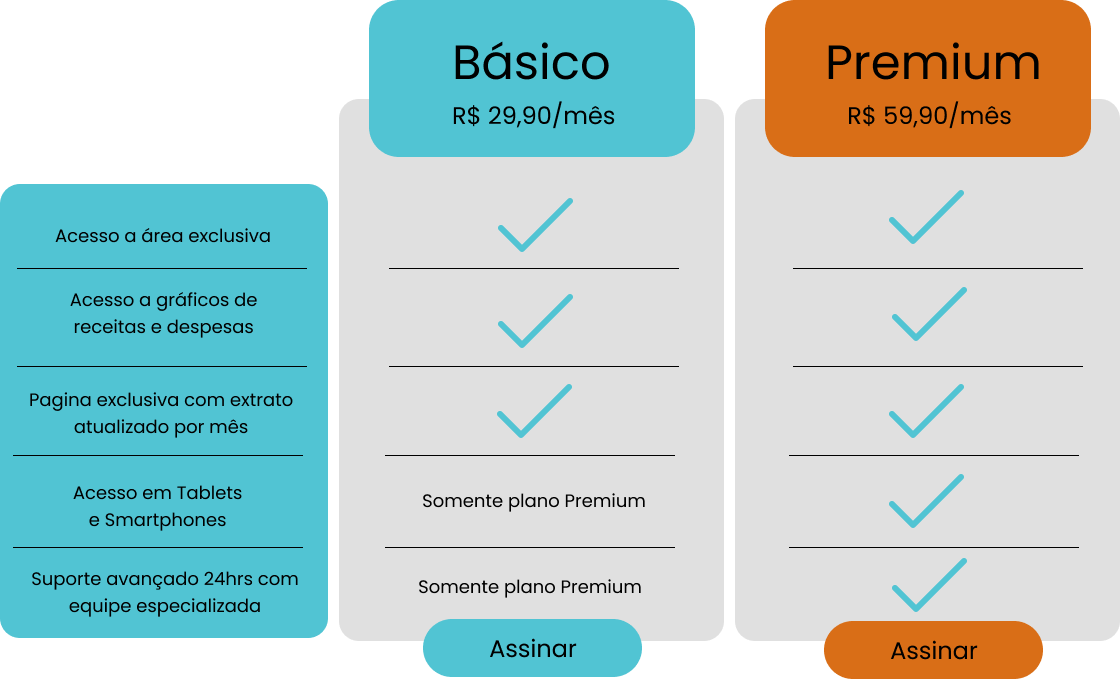 Básico
R$ 29,90/mês
Premium
R$ 59,90/mês
Acesso a área exclusiva
Acesso a gráficos de
receitas e despesas
Pagina exclusiva com extrato
atualizado por mês
Acesso em Tablets
e Smartphones
Somente plano Premium
Suporte avançado 24hrs com
equipe especializada
Somente plano Premium
Assinar
Assinar